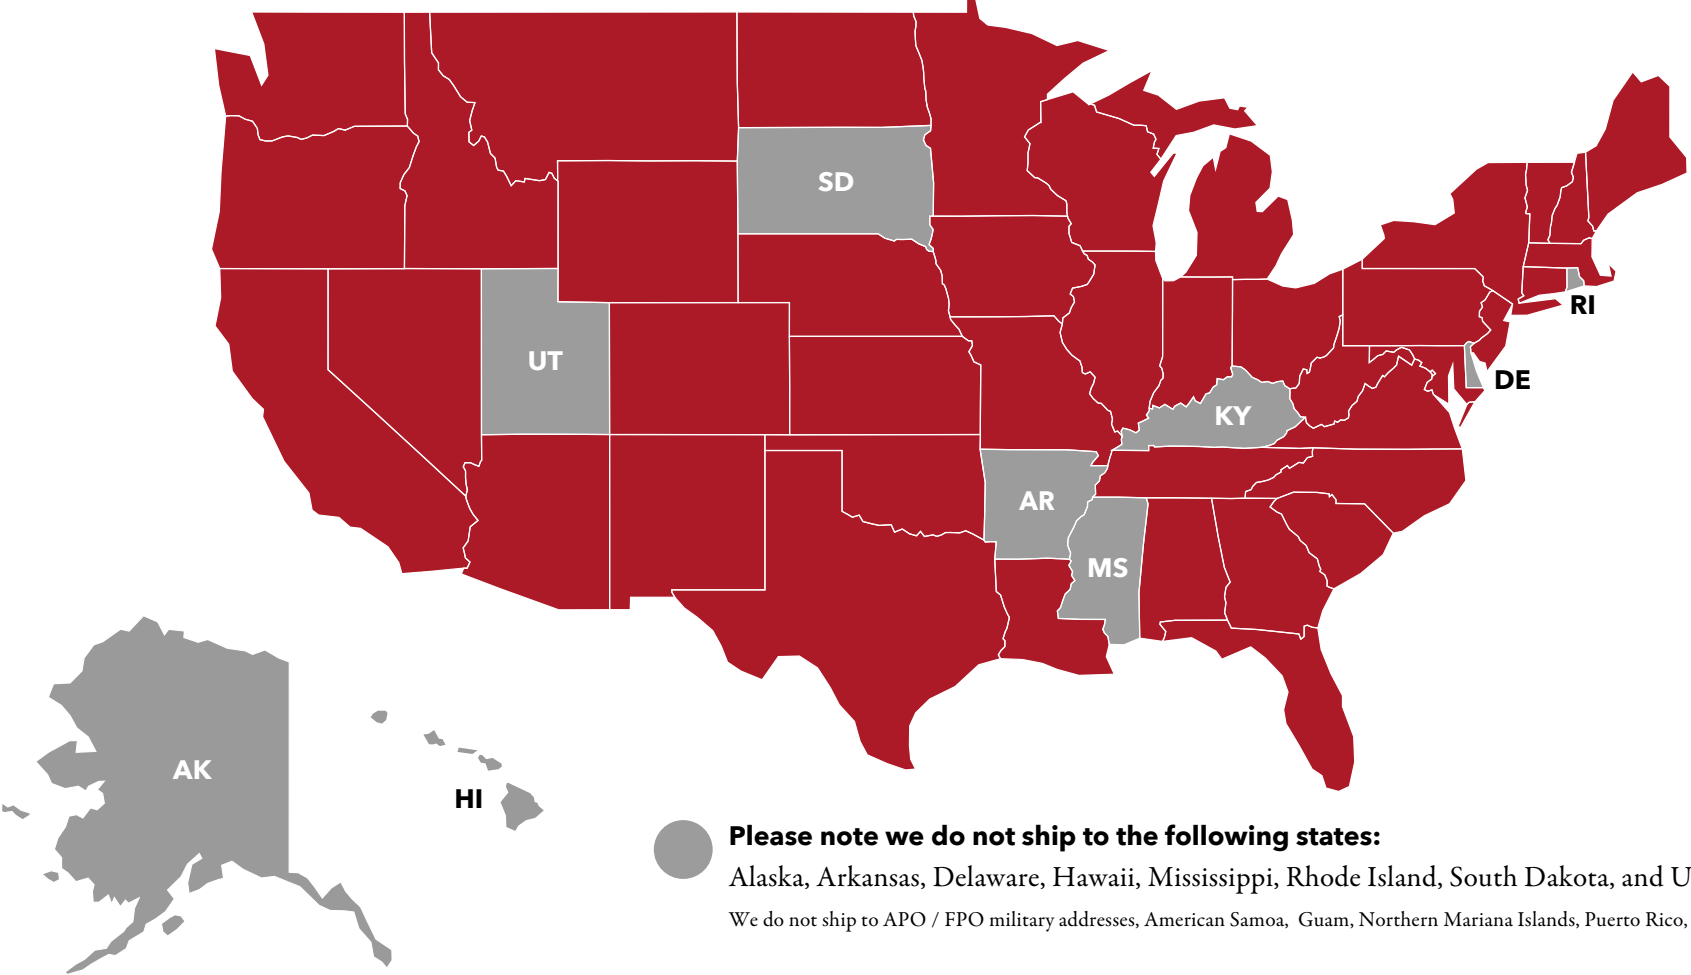 SD
RI
UT
DE
KY
AR
MS
AK
HI
Please note we do not ship to the following states:
Alaska, Arkansas, Delaware, Hawaii, Mississippi, Rhode Island, South Dakota, and U
We do not ship to APO / FPO military addresses, American Samoa, Guam, Northern Mariana Islands, Puerto Rico,